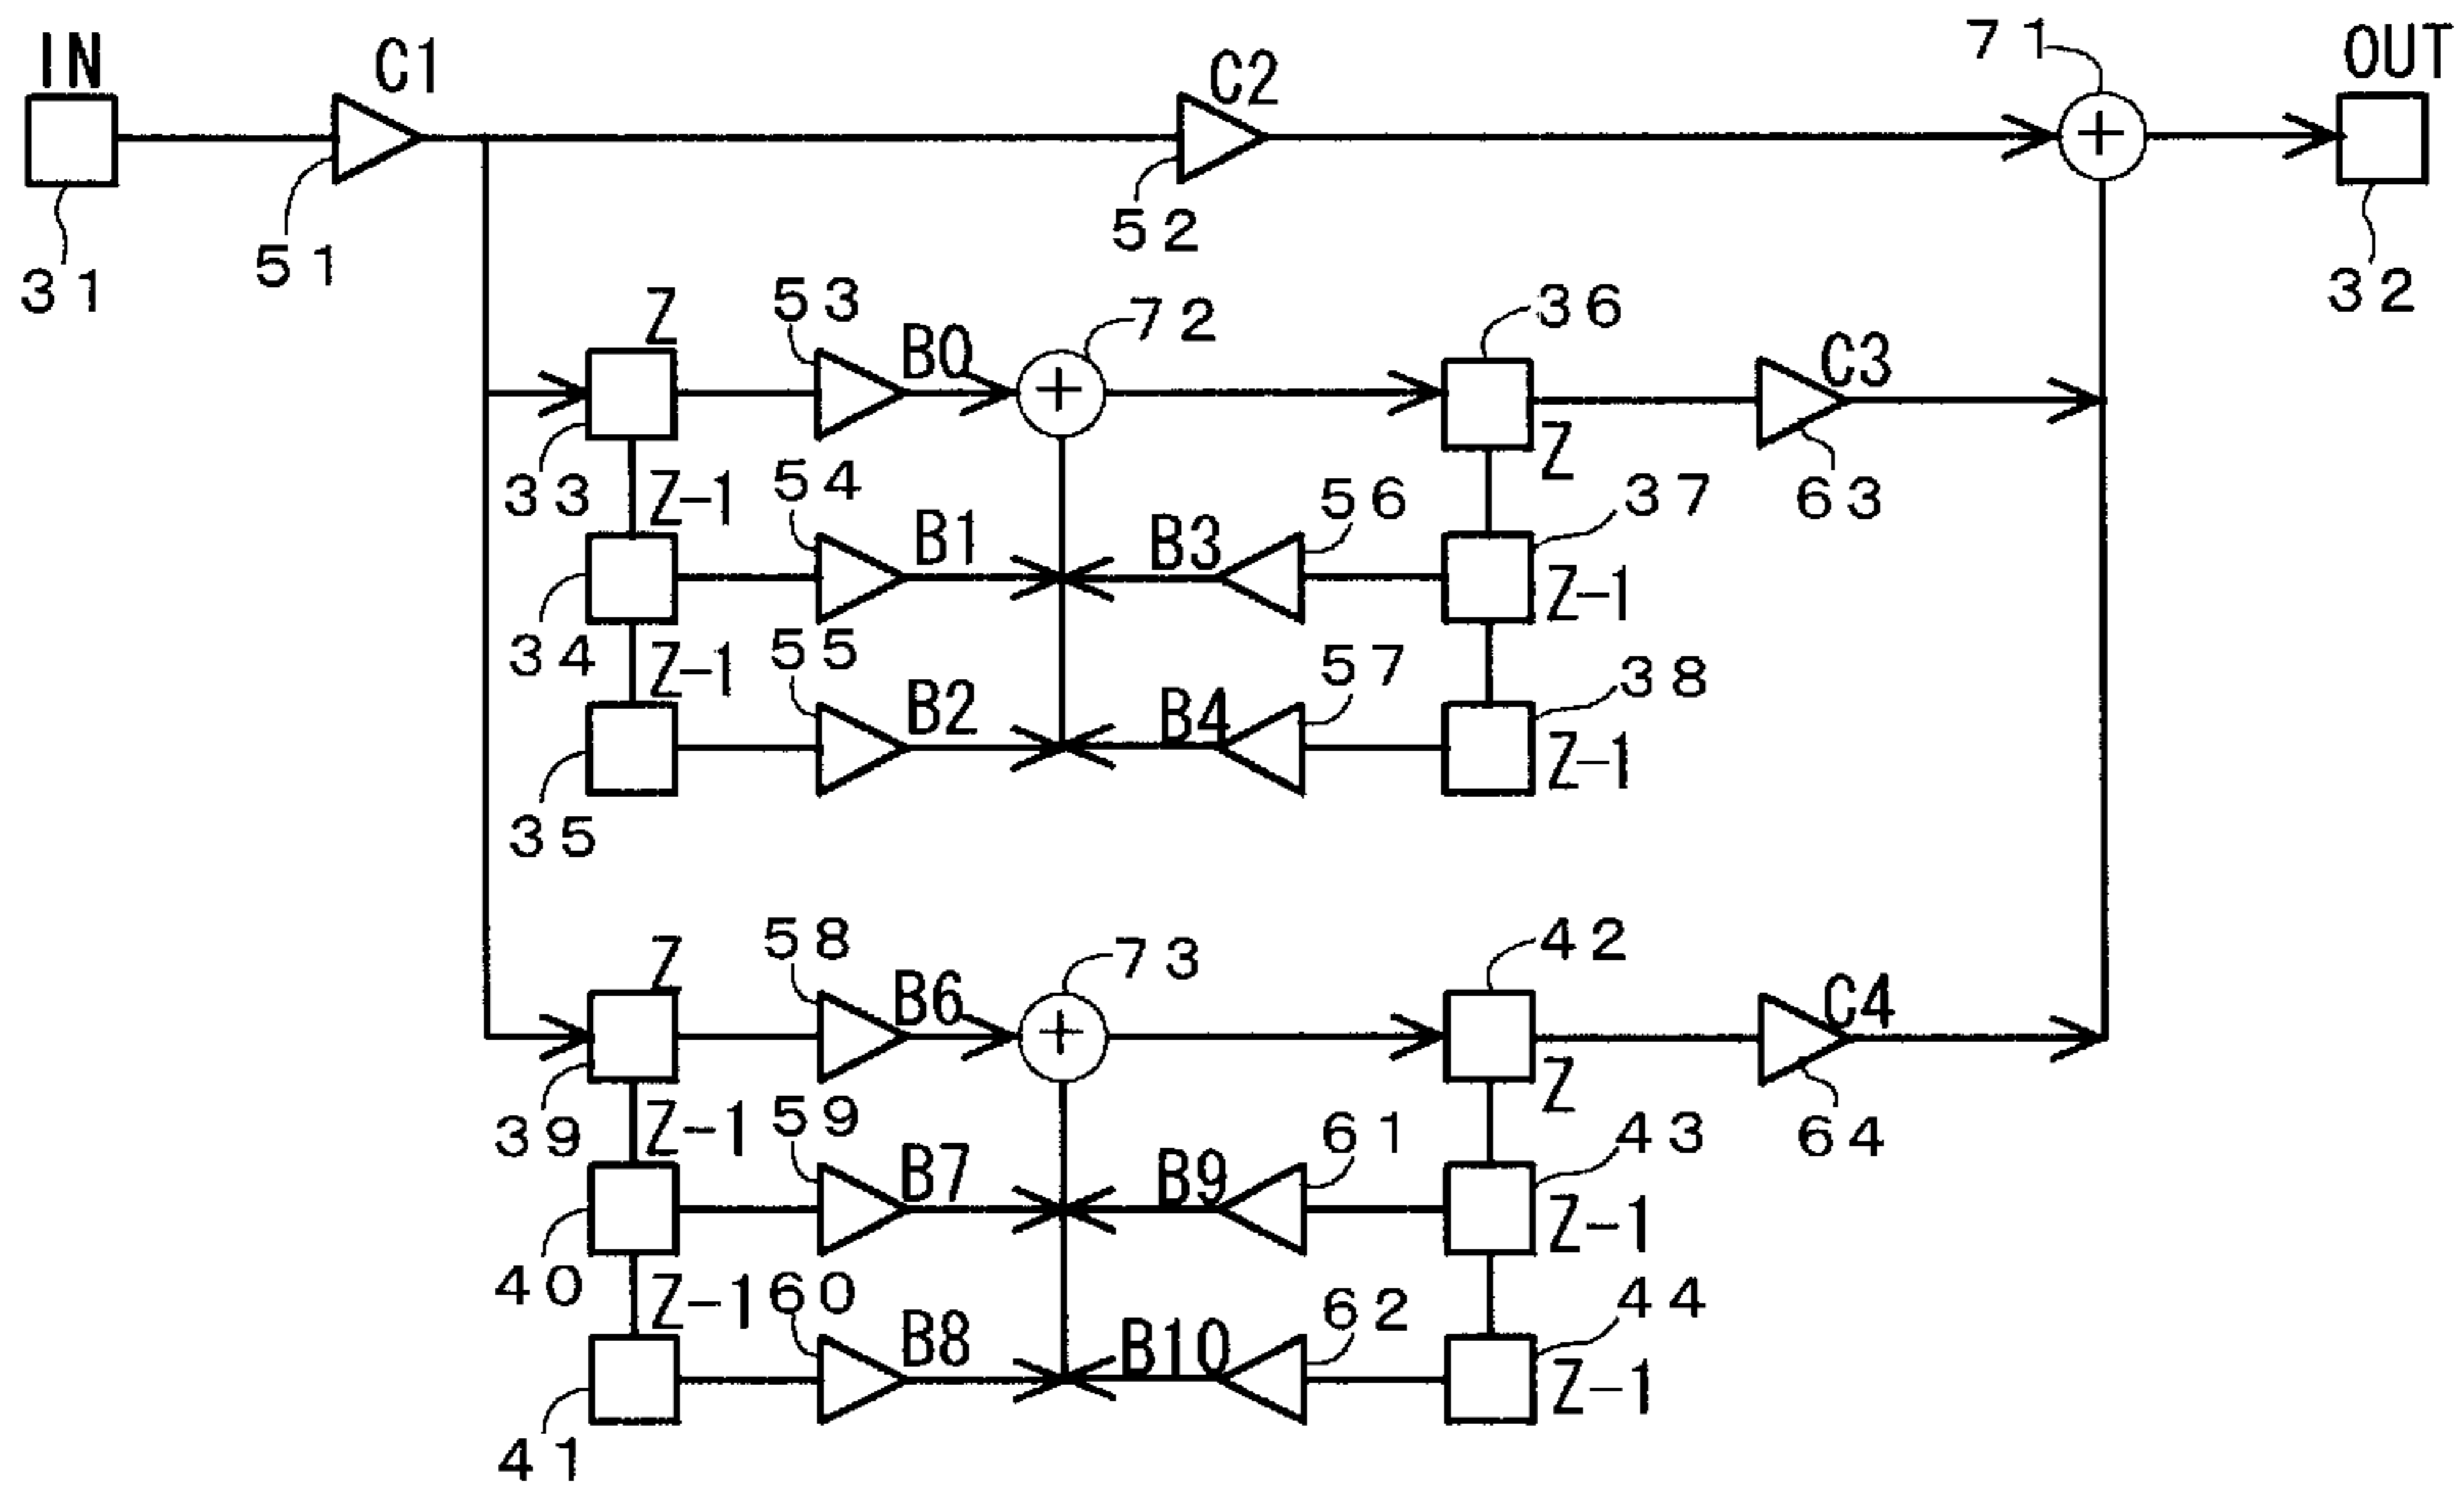 IN C1 C2 71 OUT
31 51 52 32
Z 53 B0 72 36 C3
33 Z-1 54 B1 B3 56 Z 37 63
34 Z-1 55 B2 B4 57 Z-1 38
35 Z-1
Z 58 B6 73 42 C4
39 Z-1 59 B7 B9 61 Z 43 64
40 Z-1 60 B8 B10 62 Z-1 44
41 Z-1